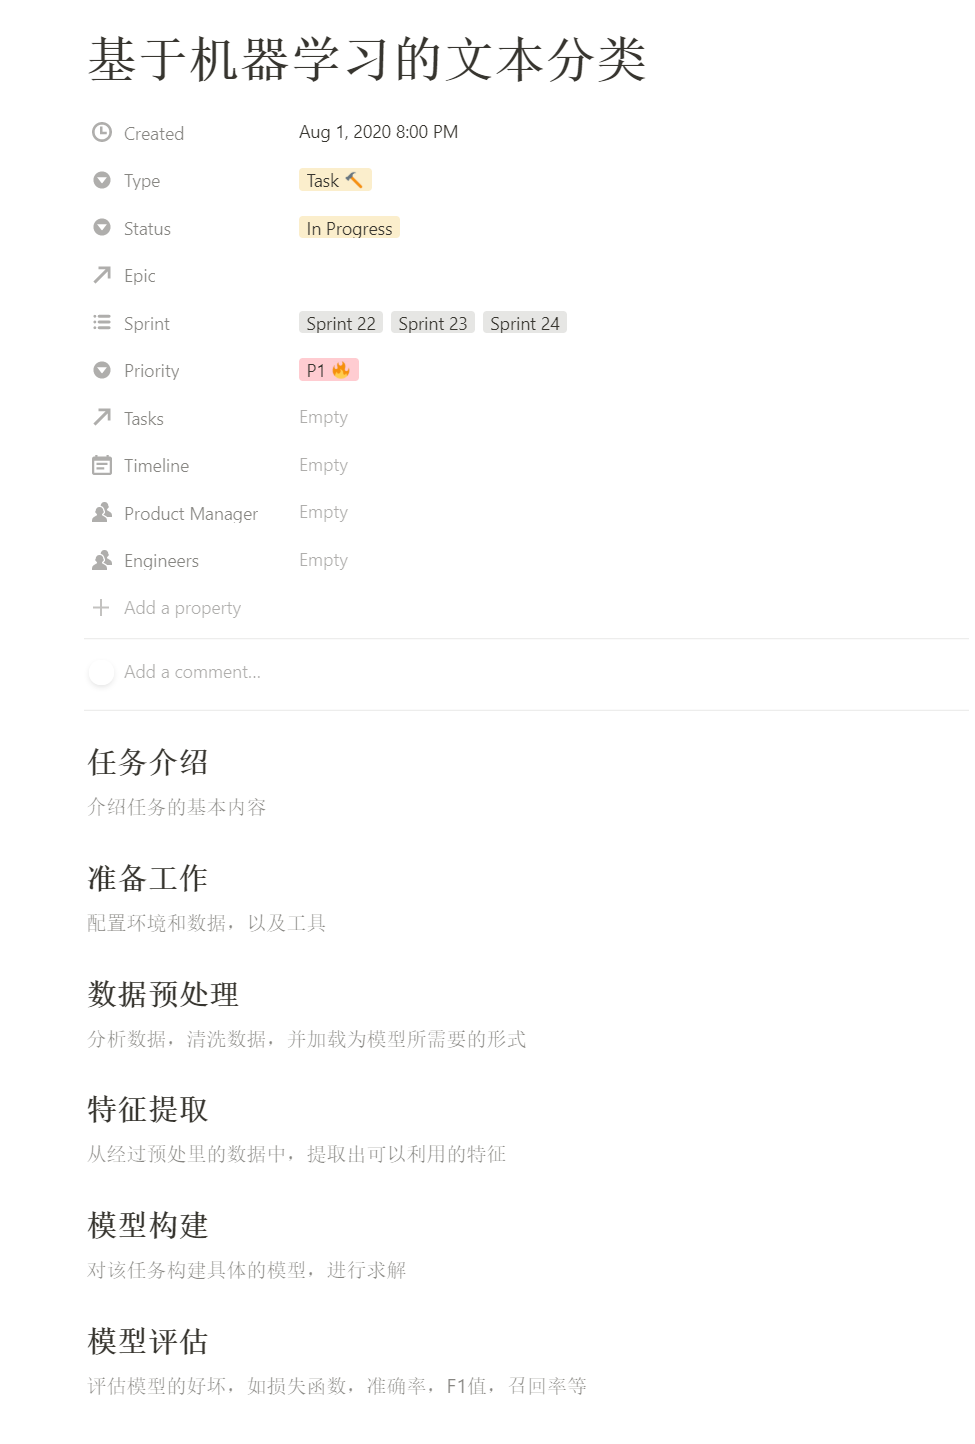 基于机器学习的文本分类
Created Aug 1, 2020 8:00 PM
Type Task 🔨
Status In Progress
Epic
Sprint Sprint 22 Sprint 23 Sprint 24
Priority P1 🔥
Tasks Empty
Timeline Empty
Product Manager Empty
Engineers Empty
Add a property
Add a comment...
任务介绍
介绍任务的基本内容
准备工作
配置环境和数据，以及工具
数据预处理
分析数据，清洗数据，并加载为模型所需要的形式
特征提取
从经过预处里的数据中，提取出可以利用的特征
模型构建
对该任务构建具体的模型，进行求解
模型评估
评估模型的好坏，如损失函数，准确率，F1值，召回率等